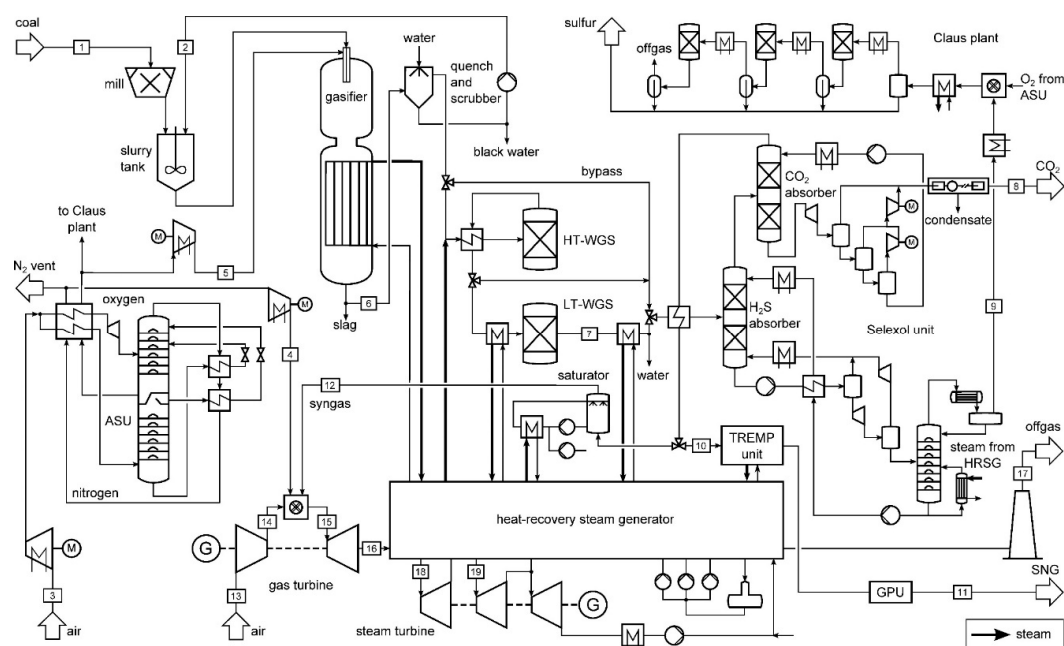 coal
1
2
mill
slurry
tank
gasifier
water
quench
and
scrubber
black water
sulfur
offgas
Claus plant
O₂ from
ASU
CO₂
absorber
CO₂
8
condensate
M
M
bypass
HT-WGS
LT-WGS
7
water
H₂S
absorber
Selexol unit
9
to Claus
plant
M
5
N₂ vent
oxygen
M
6
slag
4
ASU
nitrogen
12
syngas
saturator
10
TREMP
unit
steam from
HRSG
offgas
17
heat-recovery steam generator
M
3
air
14
15
16
G
gas turbine
13
air
18
19
G
steam turbine
GPU
11
SNG
steam